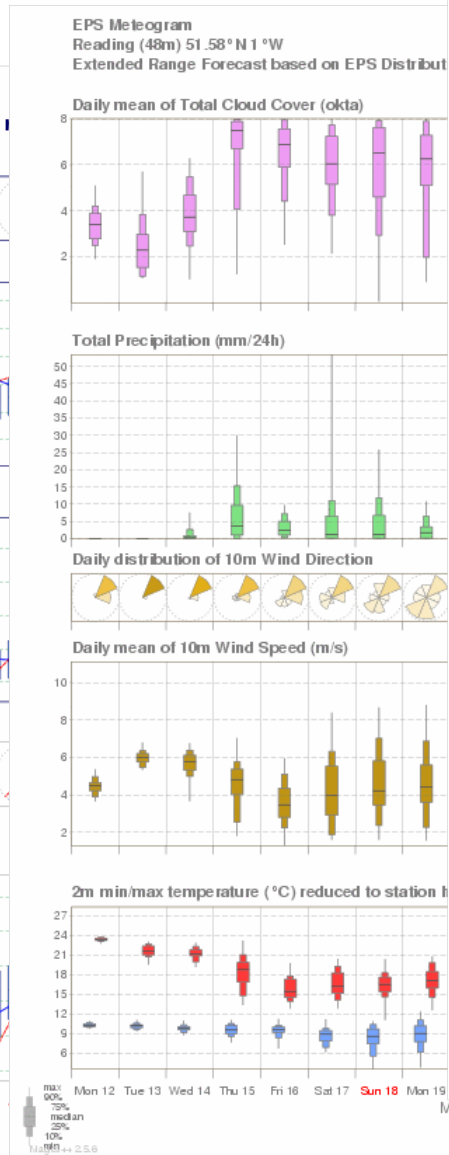 EPS Meteogram
Reading (48m) 51.58°N 1°W
Extended Range Forecast based on EPS Distribut
Daily mean of Total Cloud Cover (okta)
8
6
4
2
Total Precipitation (mm/24h)
50
45
40
35
30
25
20
15
10
5
0
Daily distribution of 10m Wind Direction
Daily mean of 10m Wind Speed (m/s)
10
8
6
4
2
2m min/max temperature (°C) reduced to station h
27
24
21
18
15
12
9
6
Mon 12 Tue 13 Wed 14 Thu 15 Fri 16 Sat 17 Sun 18 Mon 19
M
max
90%
75%
median
25%
10%
min
Magics++ 2.5.6